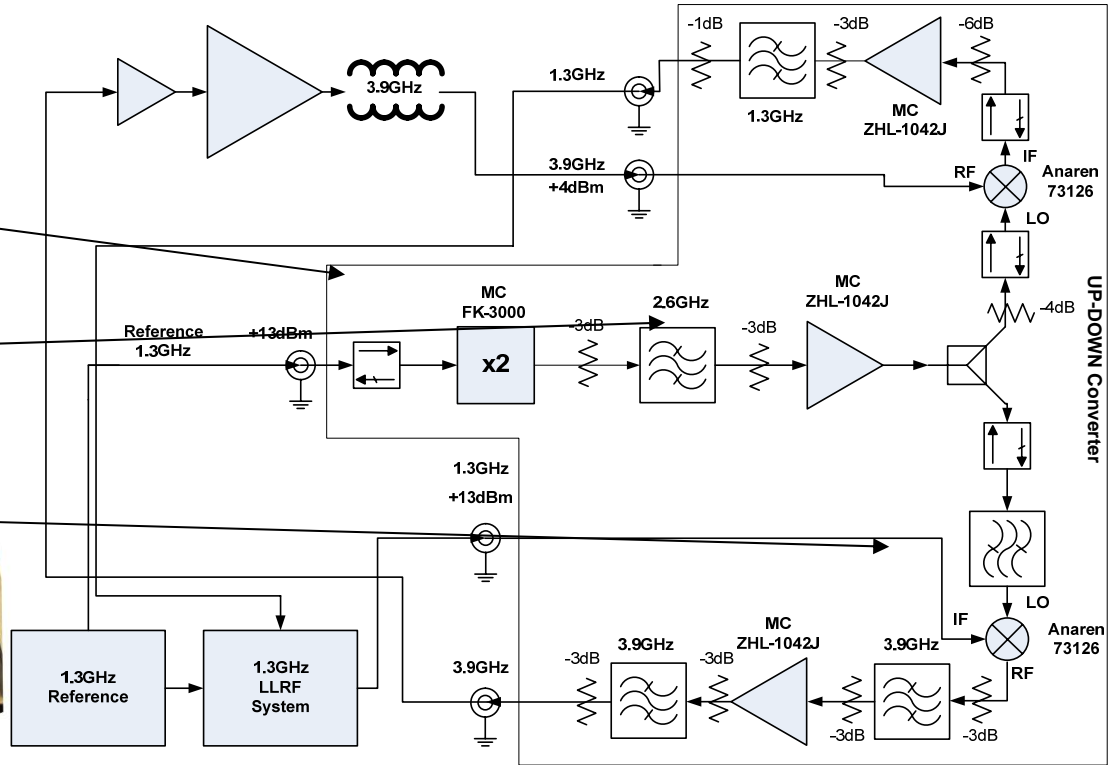 -1dB
-3dB
-6dB
1.3GHz
3.9GHz
1.3GHz
MC
ZHL-1042J
IF
RF
Anaren
73126
3.9GHz
+4dBm
LO
MC
FK-3000
2.6GHz
MC
ZHL-1042J
UP-DOWN Converter
-4dB
Reference
1.3GHz
+13dBm
-3dB
-3dB
x2
1.3GHz
+13dBm
LO
IF
Anaren
73126
RF
MC
ZHL-1042J
3.9GHz
3.9GHz
3.9GHz
-3dB
-3dB
-3dB
-3dB
1.3GHz
Reference
1.3GHz
LLRF
System